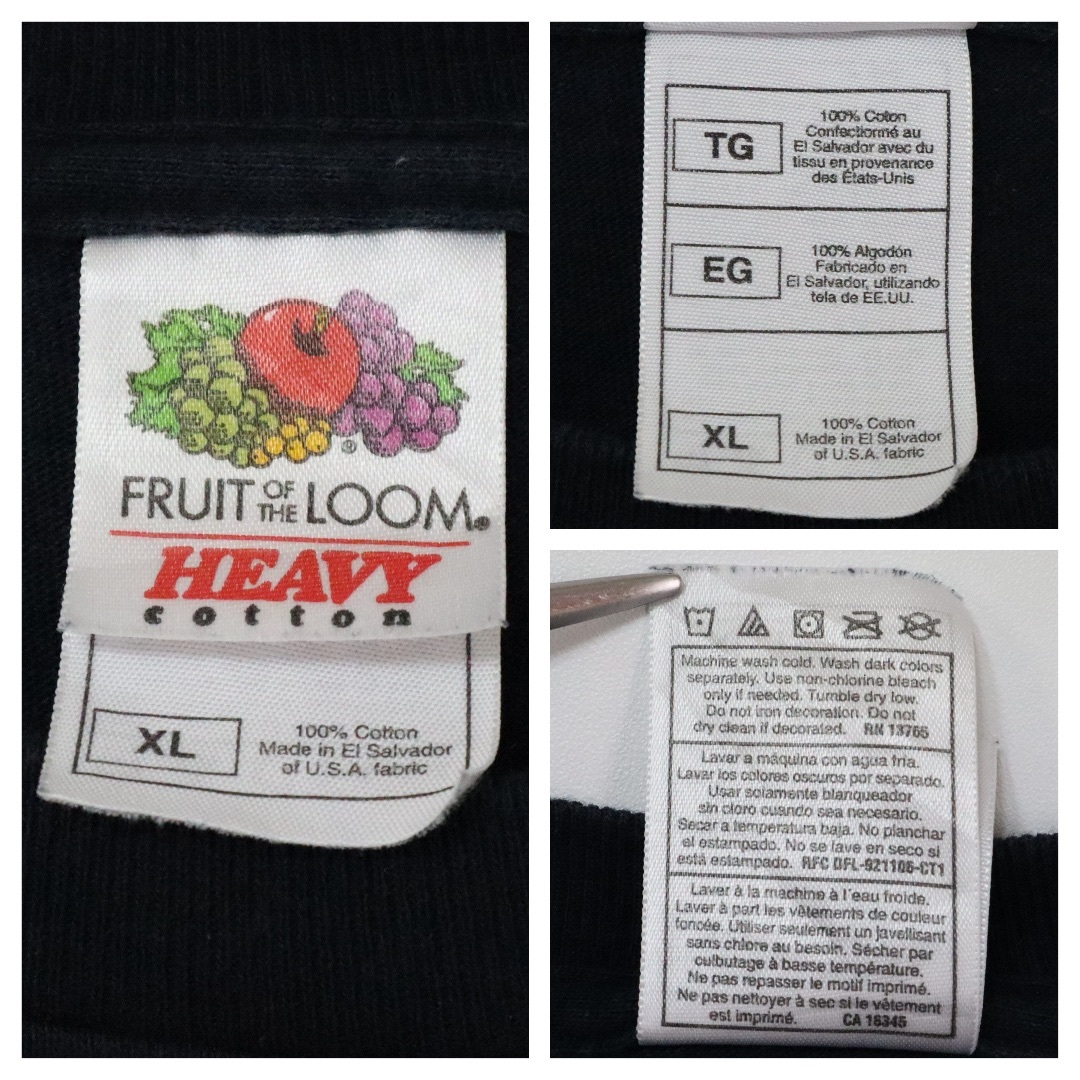 FRUIT OF THE LOOM®
HEAVY
cotton
XL
100% Cotton
Made in El Salvador
of U.S.A. fabric
TG
100% Coton
Confectionné au
El Salvador avec du
tissu en provenance
des États-Unis
EG
100% Algodón
Fabricado en
El Salvador, utilizando
tela de EE.UU.
XL
100% Cotton
Made in El Salvador
of U.S.A. fabric
Machine wash cold. Wash dark colors
separately. Use non-chlorine bleach
only if needed. Tumble dry low.
Do not iron decoration. Do not
dry clean if decorated. RN 13765
Lavar a máquina con agua fría.
Lavar los colores oscuros por separado.
Usar solamente blanqueador
sin cloro cuando sea necesario.
Secar a temperatura baja. No planchar
el estampado. No se lave en seco si
está estampado. RFC DFL-921106-CT1
Laver à la machine à l'eau froide.
Laver à part les vêtements de couleur
foncée. Utiliser seulement un javellisant
sans chlore au besoin. Sécher par
culbutage à basse température.
Ne pas repasser le motif imprimé.
Ne pas nettoyer à sec si le vêtement
est imprimé. CA 16345